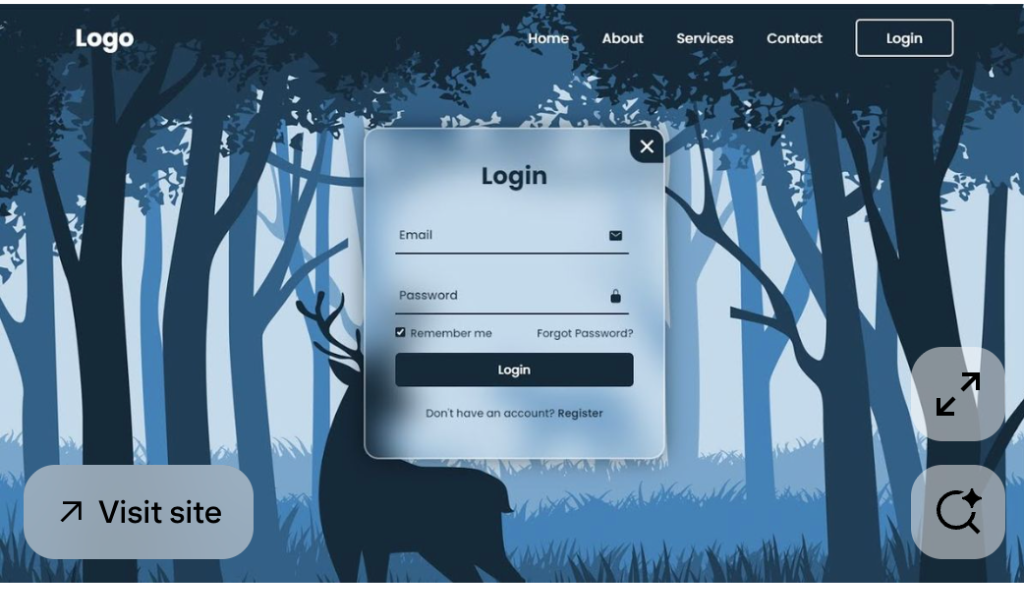 Logo
Home About Services Contact Login
Login
Email
Password
Remember me Forgot Password?
Login
Don't have an account? Register
Visit site